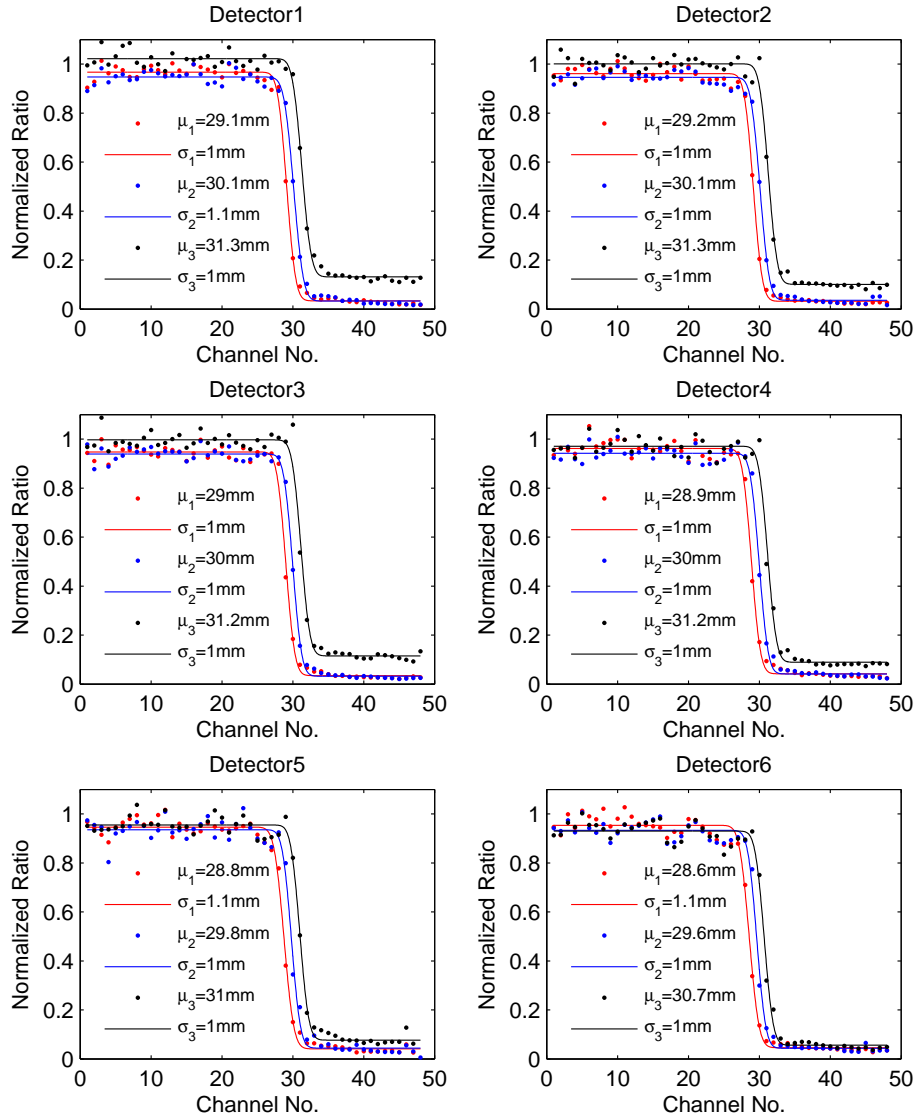 Detector1
Normalized Ratio
1
0.8
0.6
0.4
0.2
0
μ1=29.1mm
σ1=1mm
μ2=30.1mm
σ2=1.1mm
μ3=31.3mm
σ3=1mm
0 10 20 30 40 50
Channel No.
Detector2
Normalized Ratio
1
0.8
0.6
0.4
0.2
0
μ1=29.2mm
σ1=1mm
μ2=30.1mm
σ2=1mm
μ3=31.3mm
σ3=1mm
0 10 20 30 40 50
Channel No.
Detector3
Normalized Ratio
1
0.8
0.6
0.4
0.2
0
μ1=29mm
σ1=1mm
μ2=30mm
σ2=1mm
μ3=31.2mm
σ3=1mm
0 10 20 30 40 50
Channel No.
Detector4
Normalized Ratio
1
0.8
0.6
0.4
0.2
0
μ1=28.9mm
σ1=1mm
μ2=30mm
σ2=1mm
μ3=31.2mm
σ3=1mm
0 10 20 30 40 50
Channel No.
Detector5
Normalized Ratio
1
0.8
0.6
0.4
0.2
0
μ1=28.8mm
σ1=1.1mm
μ2=29.8mm
σ2=1mm
μ3=31mm
σ3=1mm
0 10 20 30 40 50
Channel No.
Detector6
Normalized Ratio
1
0.8
0.6
0.4
0.2
0
μ1=28.6mm
σ1=1.1mm
μ2=29.6mm
σ2=1mm
μ3=30.7mm
σ3=1mm
0 10 20 30 40 50
Channel No.